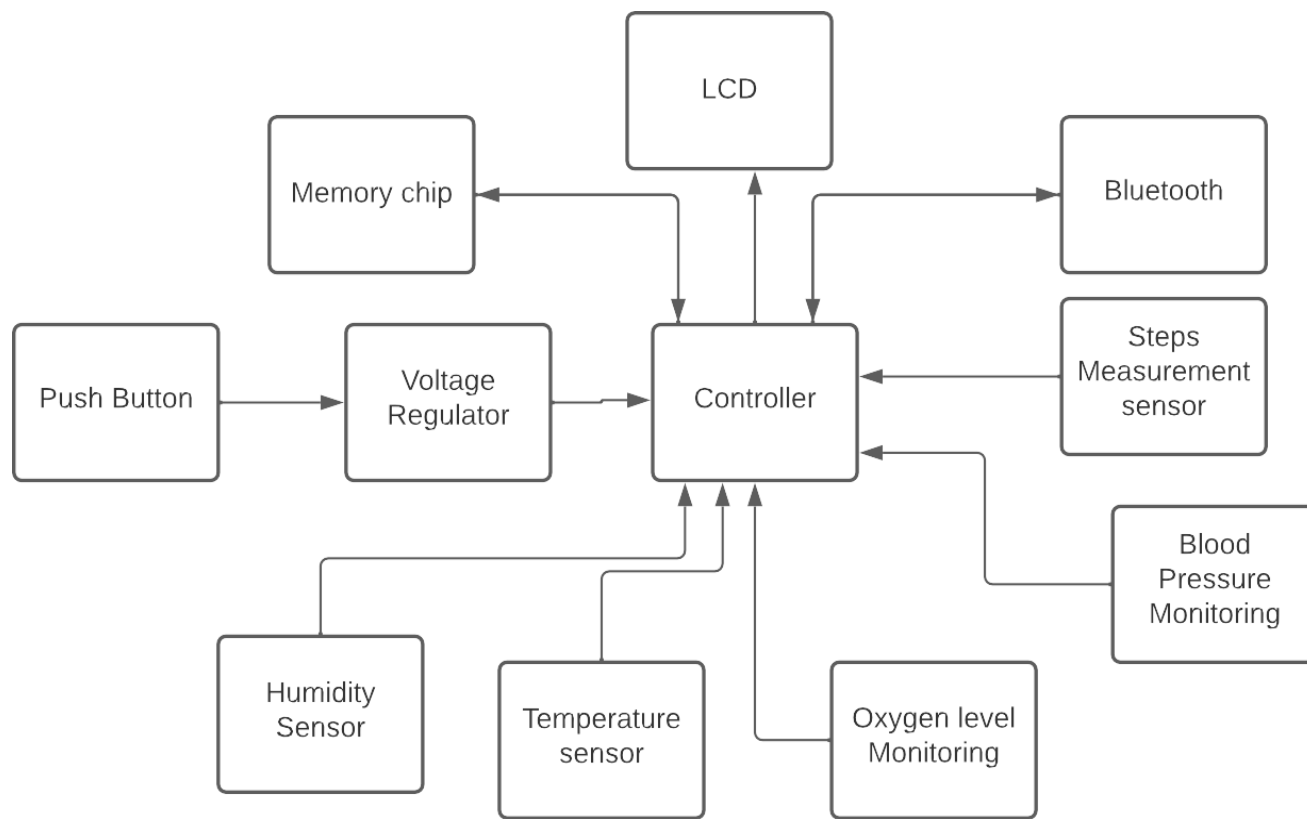 LCD
Memory chip
Bluetooth
Push Button
Voltage
Regulator
Controller
Steps
Measurement
sensor
Blood
Pressure
Monitoring
Humidity
Sensor
Temperature
sensor
Oxygen level
Monitoring